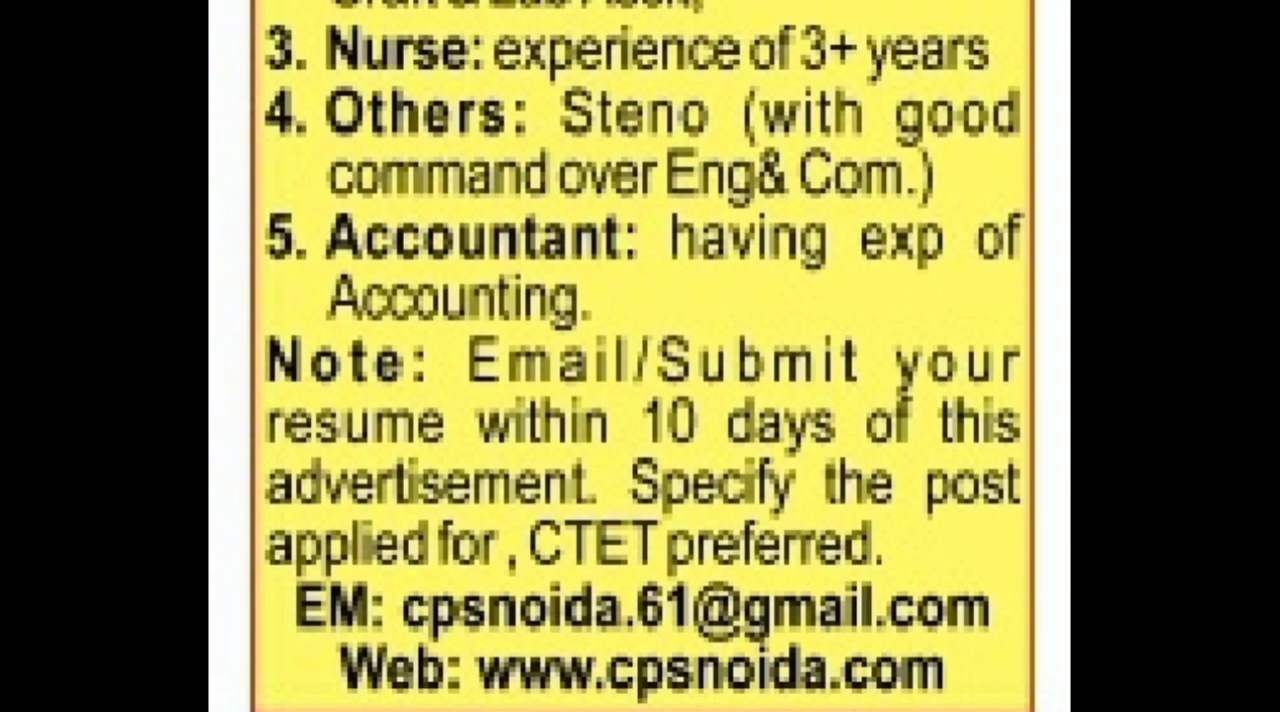 3. Nurse: experience of 3+ years
4. Others: Steno (with good
command over Eng& Com.)
5. Accountant: having exp of
Accounting.
Note: Email/Submit your
resume within 10 days of this
advertisement. Specify the post
applied for , CTET preferred.
EM: cpsnoida.61@gmail.com
Web: www.cpsnoida.com